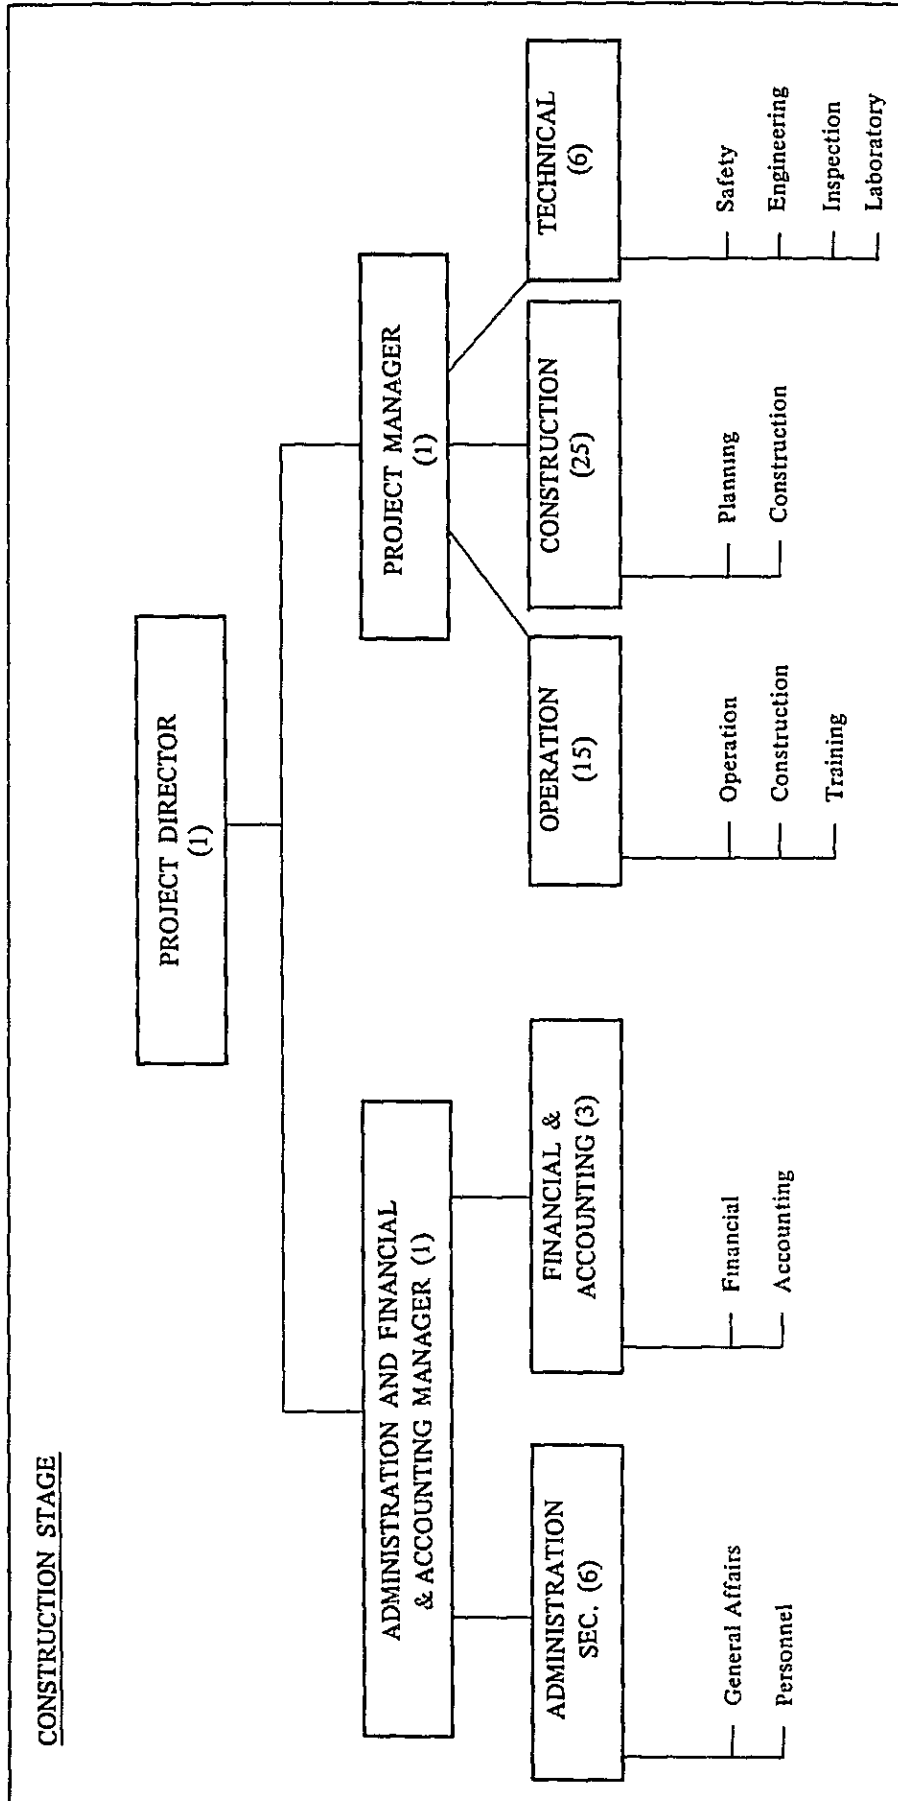 CONSTRUCTION STAGE
PROJECT DIRECTOR
(1)
ADMINISTRATION AND FINANCIAL
& ACCOUNTING MANAGER (1)
PROJECT MANAGER
(1)
ADMINISTRATION
SEC. (6)
FINANCIAL &
ACCOUNTING (3)
OPERATION
(15)
CONSTRUCTION
(25)
TECHNICAL
(6)
General Affairs
Personnel
Financial
Accounting
Operation
Construction
Training
Planning
Construction
Safety
Engineering
Inspection
Laboratory